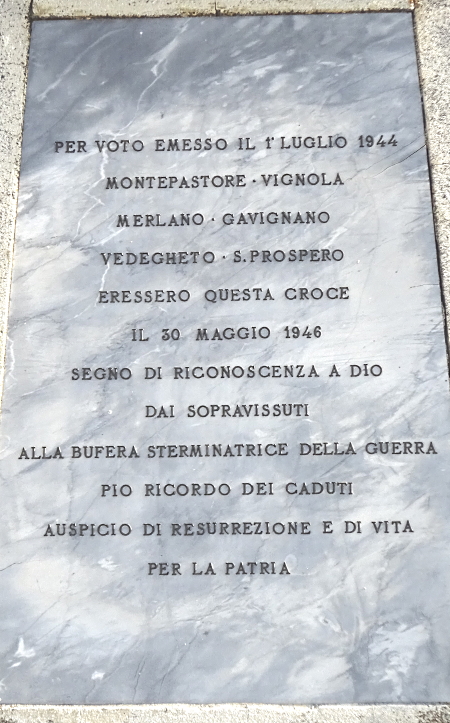 PER VOTO EMESSO IL 1° LUGLIO 1944
MONTEPASTORE · VIGNOLA
MERLANO · GAVIGNANO
VEDEGHETO · S. PROSPERO
ERESSERO QUESTA CROCE
IL 30 MAGGIO 1946
SEGNO DI RICONOSCENZA A DIO
DAI SOPRAVISSUTI
ALLA BUFERA STERMINATRICE DELLA GUERRA
PIO RICORDO DEI CADUTI
AUSPICIO DI RESURREZIONE E DI VITA
PER LA PATRIA